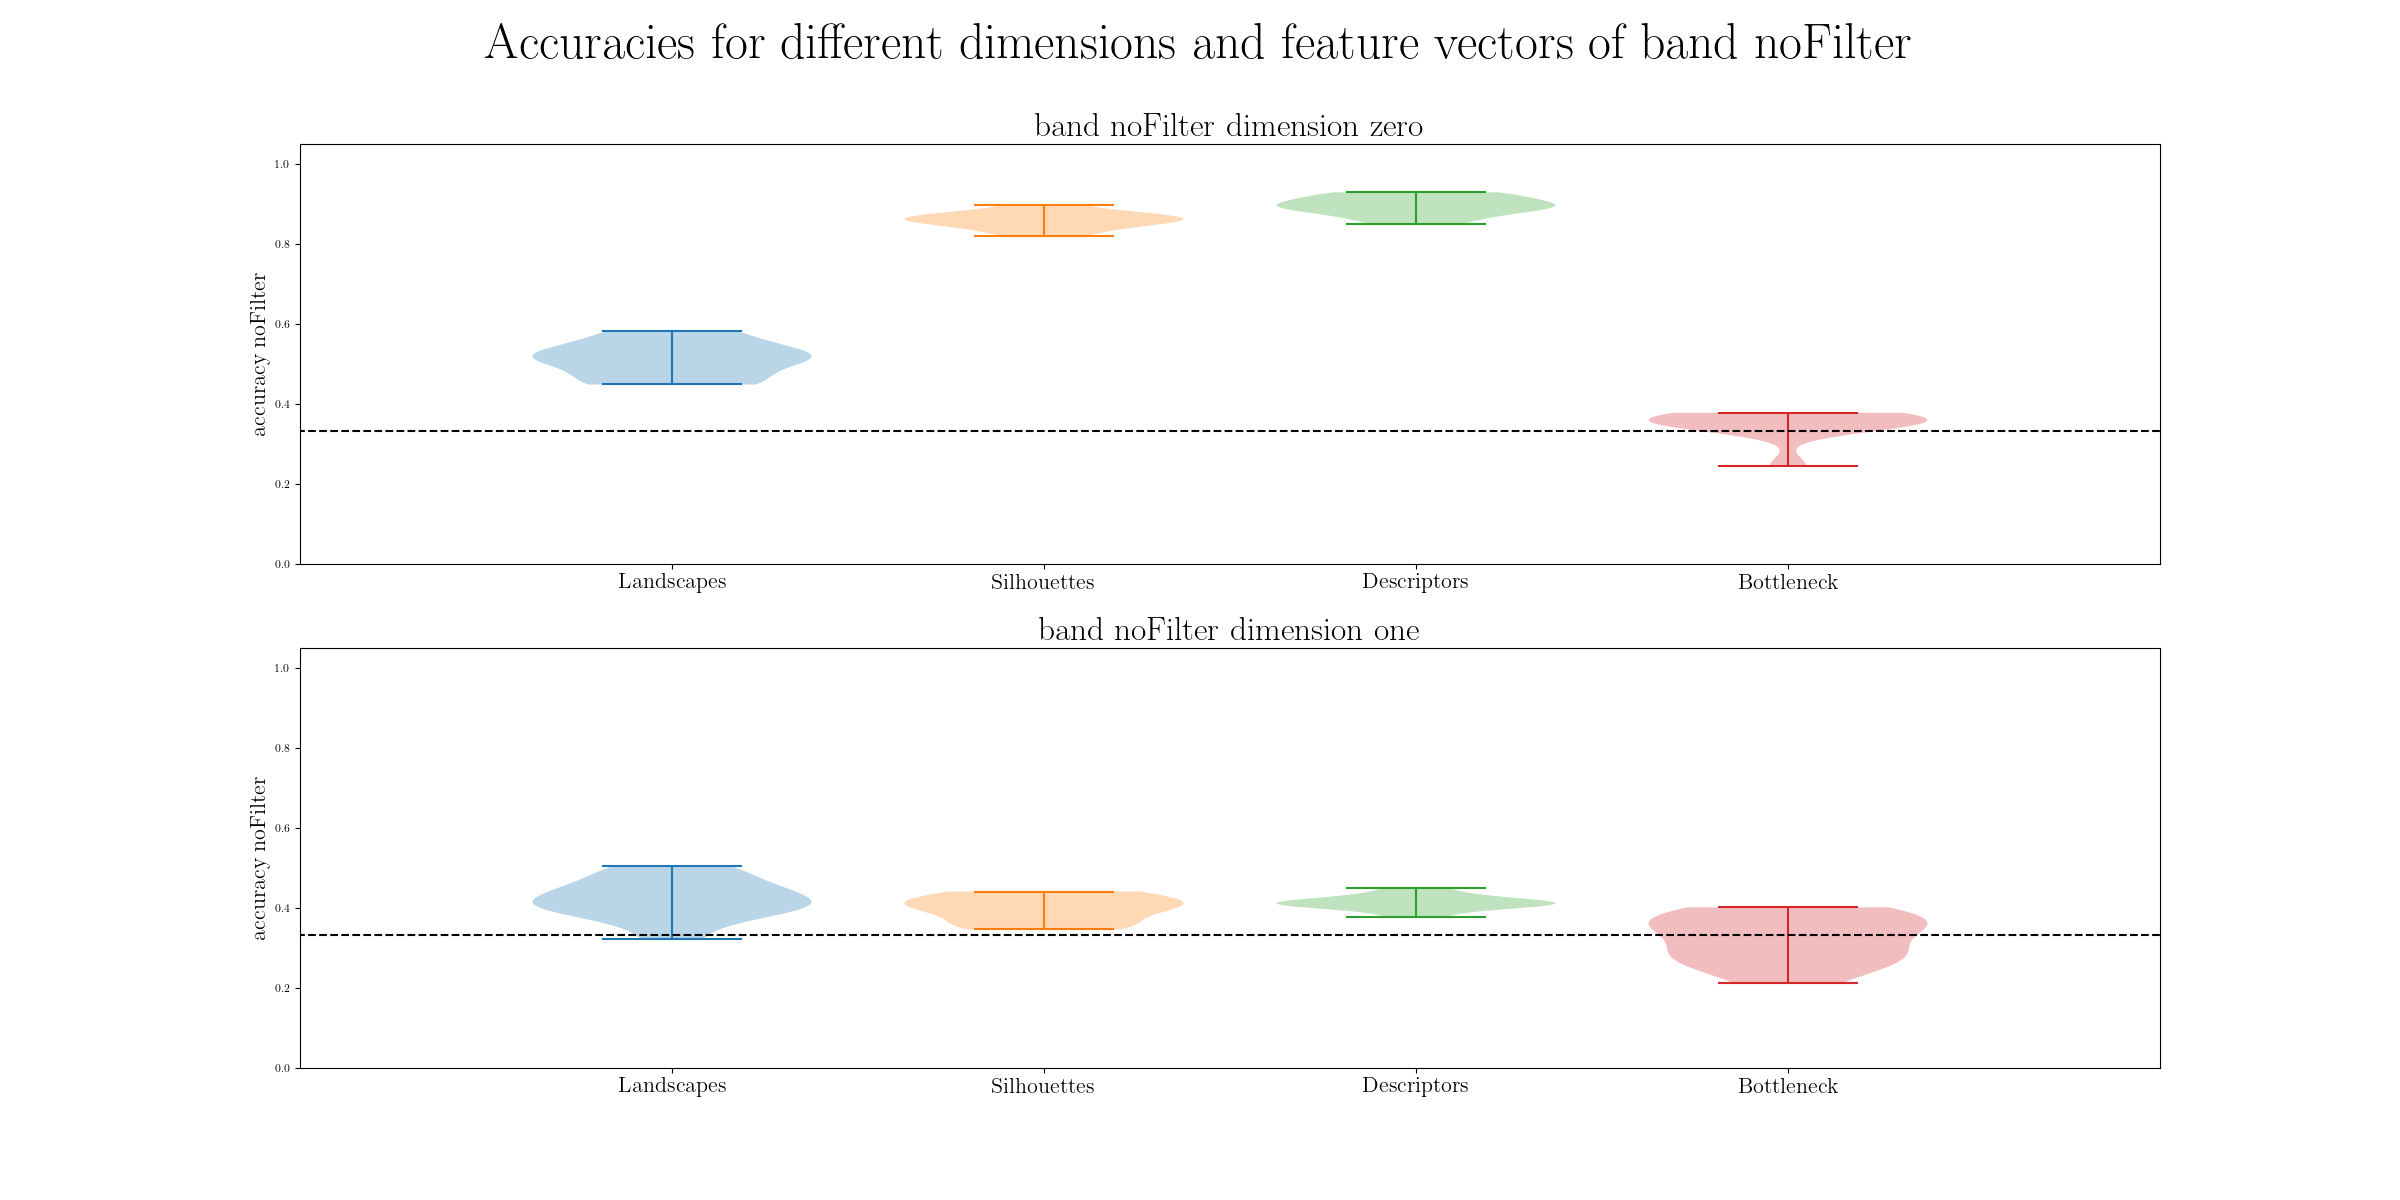 Accuracies for different dimensions and feature vectors of band noFilter
band noFilter dimension zero
accuracy noFilter
1.0
0.8
0.6
0.4
0.2
0.0
Landscapes Silhouettes Descriptors Bottleneck
band noFilter dimension one
accuracy noFilter
1.0
0.8
0.6
0.4
0.2
0.0
Landscapes Silhouettes Descriptors Bottleneck